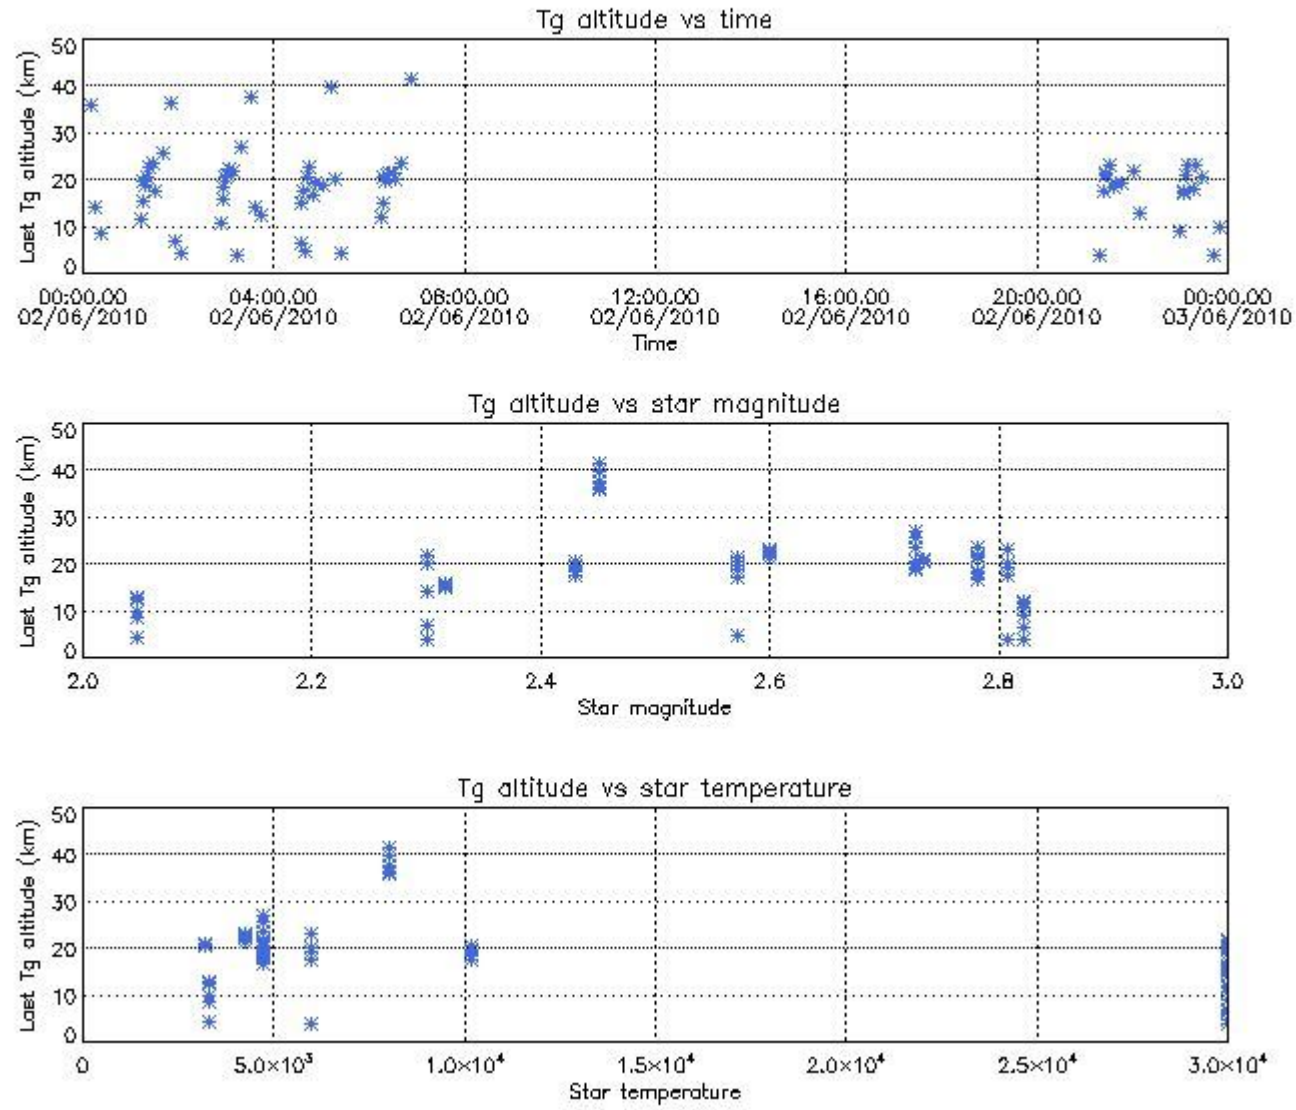 Tg altitude vs time
Last Tg altitude (km)
50
40
30
20
10
0
00:00.00 04:00.00 08:00.00 12:00.00 16:00.00 20:00.00 00:00.00
02/06/2010 02/06/2010 02/06/2010 02/06/2010 02/06/2010 02/06/2010 03/06/2010
Time
Tg altitude vs star magnitude
Last Tg altitude (km)
50
40
30
20
10
0
2.0 2.2 2.4 2.6 2.8 3.0
Star magnitude
Tg altitude vs star temperature
Last Tg altitude (km)
50
40
30
20
10
0
0 5.0×10³ 1.0×10⁴ 1.5×10⁴ 2.0×10⁴ 2.5×10⁴ 3.0×10⁴
Star temperature